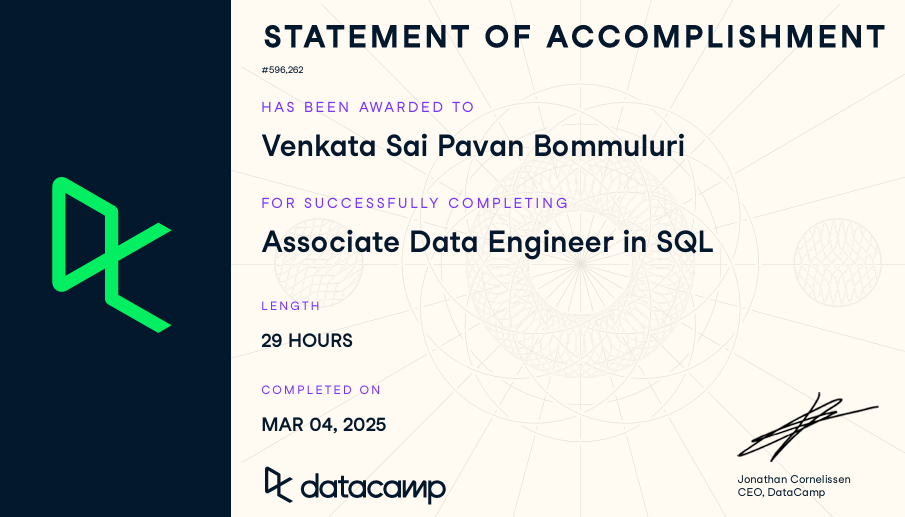 STATEMENT OF ACCOMPLISHMENT
#596,262
HAS BEEN AWARDED TO
Venkata Sai Pavan Bommuluri
FOR SUCCESSFULLY COMPLETING
Associate Data Engineer in SQL
LENGTH
29 HOURS
COMPLETED ON
MAR 04, 2025
datacamp
Jonathan Cornelissen
CEO, DataCamp